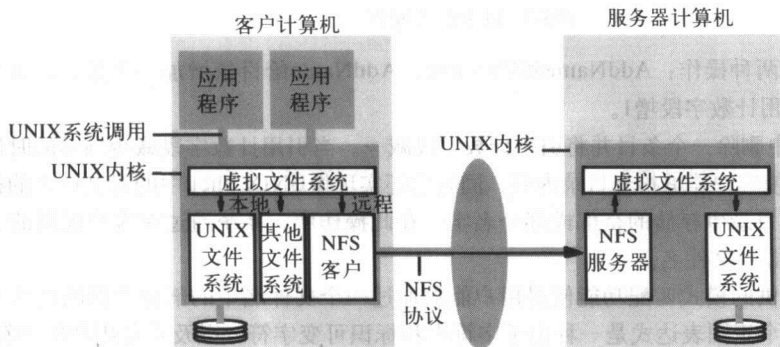 客户计算机
服务器计算机
应用
程序
应用
程序
UNIX系统调用
UNIX内核
UNIX内核
虚拟文件系统
虚拟文件系统
本地
远程
UNIX
文件
系统
其他
文件
系统
NFS
客户
NFS
协议
NFS
服务器
UNIX
文件
系统